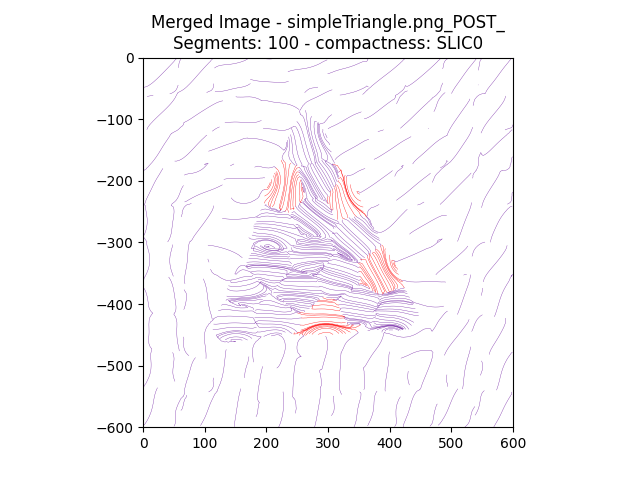 Merged Image - simpleTriangle.png_POST_
Segments: 100 - compactness: SLIC0
0
−100
−200
−300
−400
−500
−600
0 100 200 300 400 500 600